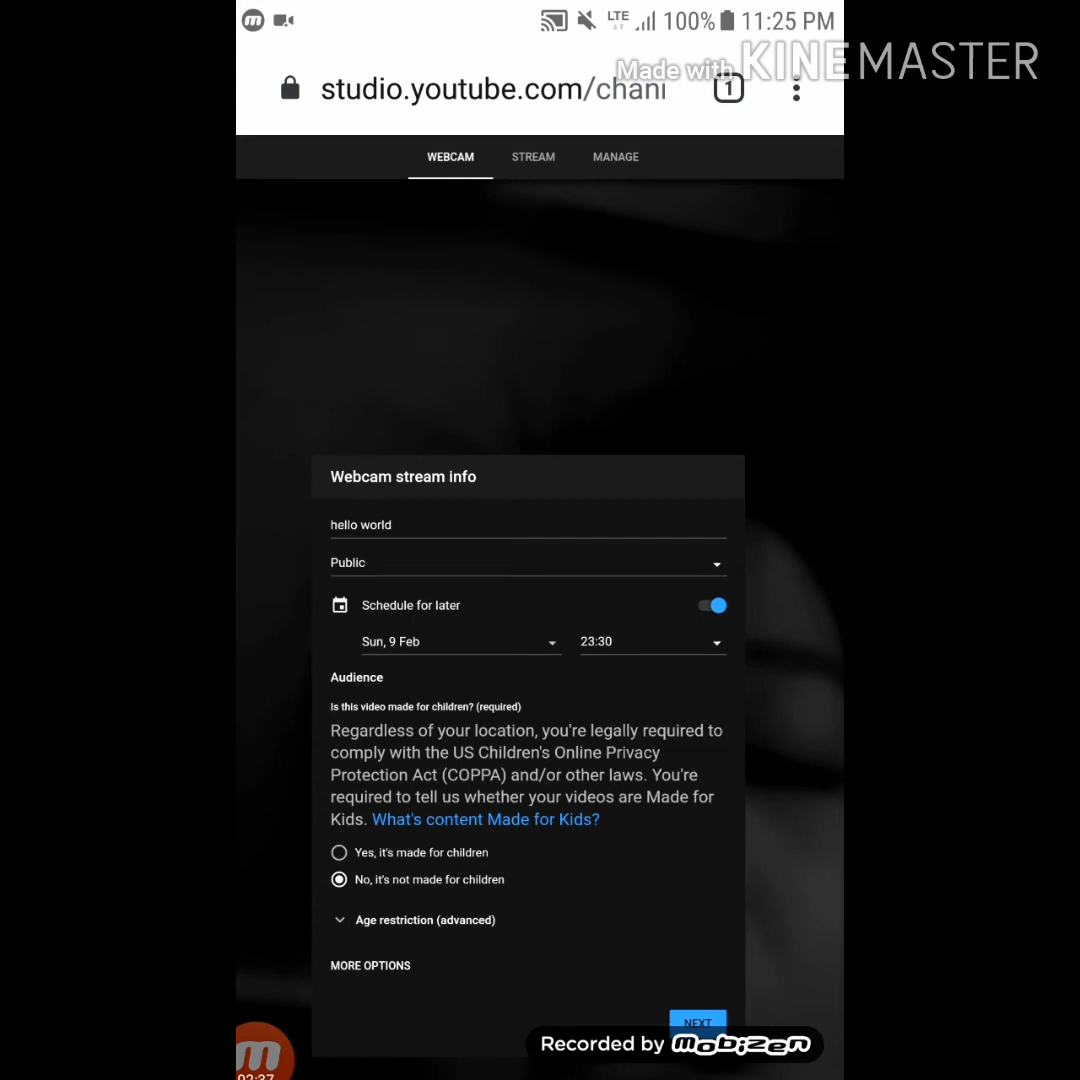 m
LTE 100% 11:25 PM
Made with KINEMASTER
studio.youtube.com/chan
1
WEBCAM STREAM MANAGE
Webcam stream info
hello world
Public
Schedule for later
Sun, 9 Feb 23:30
Audience
Is this video made for children? (required)
Regardless of your location, you're legally required to
comply with the US Children's Online Privacy
Protection Act (COPPA) and/or other laws. You're
required to tell us whether your videos are Made for
Kids. What's content Made for Kids?
Yes, it's made for children
No, it's not made for children
Age restriction (advanced)
MORE OPTIONS
NEXT
Recorded by mobizen
m
02:37